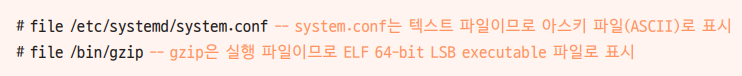 # file /etc/systemd/system.conf -- system.conf는 텍스트 파일이므로 아스키 파일(ASCII)로 표시
# file /bin/gzip -- gzip은 실행 파일이므로 ELF 64-bit LSB executable 파일로 표시